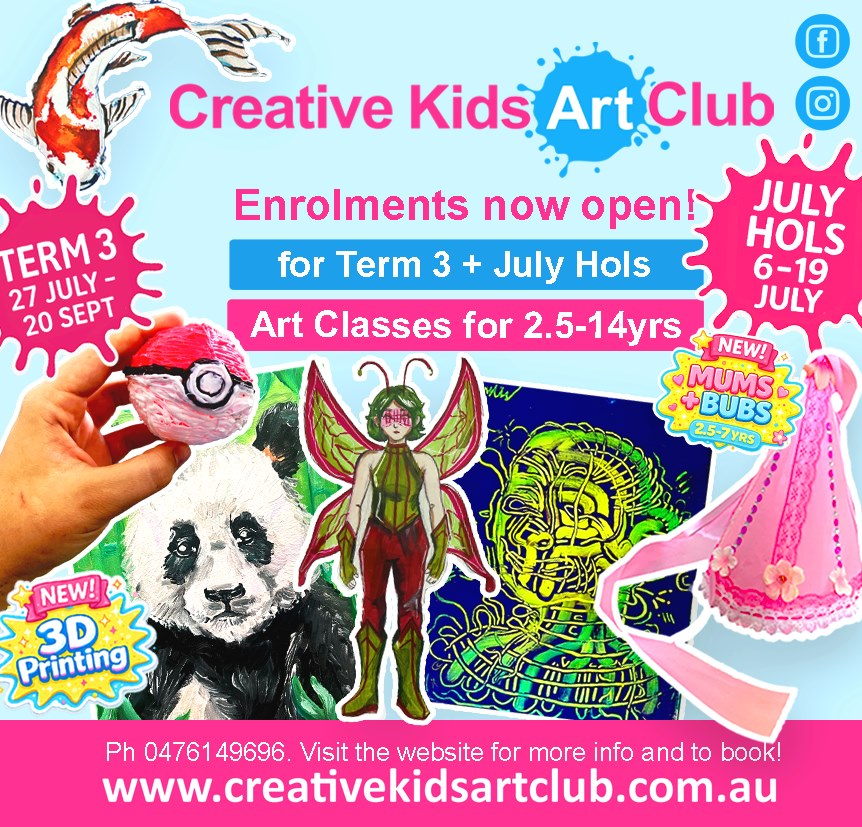 Creative Kids Art Club
Enrolments now open!
for Term 3 + July Hols
Art Classes for 2.5-14yrs
TERM 3
27 JULY –
20 SEPT
JULY
HOLS
6–19
JULY
NEW!
MUMS
+ BUBS
2.5-7 YRS
NEW!
3D
Printing
Ph 0476149696. Visit the website for more info and to book!
www.creativekidsartclub.com.au